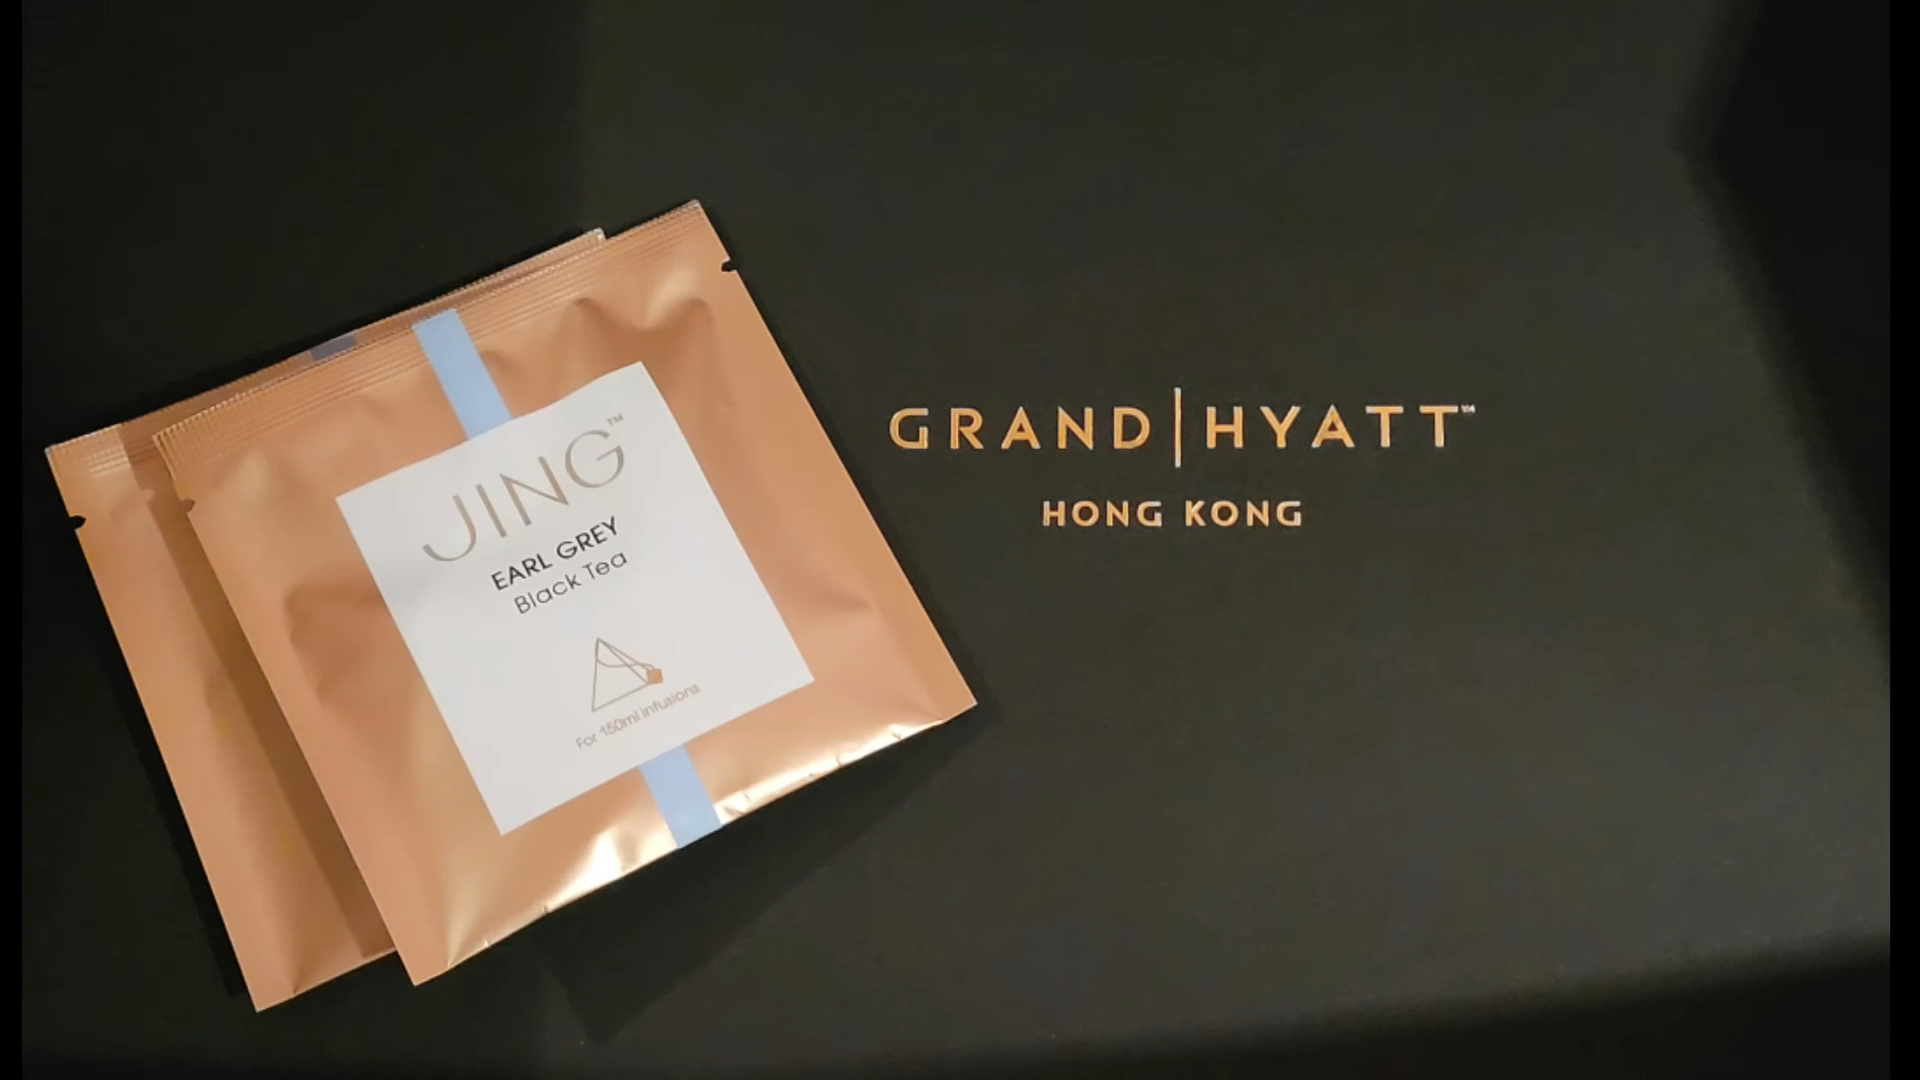 JING™
EARL GREY
Black Tea
For 150ml infusions
GRAND|HYATT™
HONG KONG